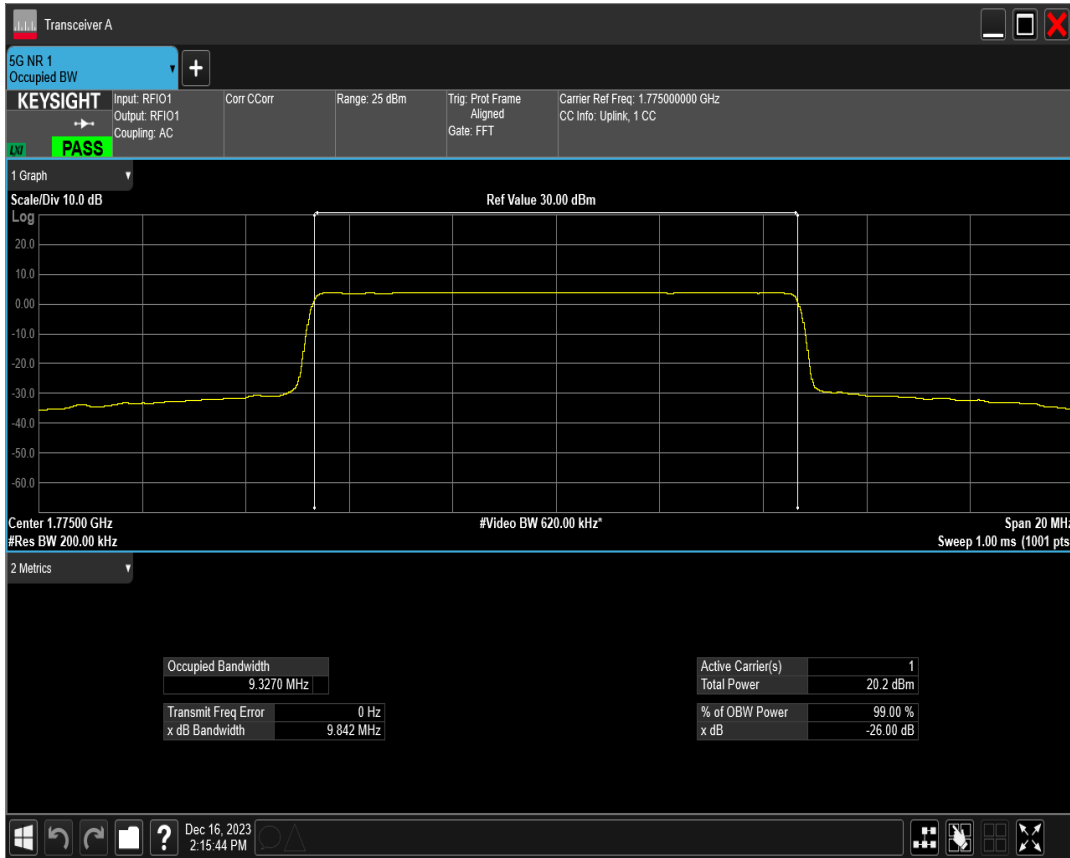 Transceiver A
5G NR 1
Occupied BW
KEYSIGHT
Input: RFIO1
Output: RFIO1
Coupling: AC
Corr CCorr
Range: 25 dBm
Trig: Prot Frame
Aligned
Gate: FFT
Carrier Ref Freq: 1.775000000 GHz
CC Info: Uplink, 1 CC
LXI
PASS
1 Graph
Scale/Div 10.0 dB
Ref Value 30.00 dBm
Log
20.0
10.0
0.00
-10.0
-20.0
-30.0
-40.0
-50.0
-60.0
Center 1.77500 GHz
#Video BW 620.00 kHz*
Span 20 MHz
#Res BW 200.00 kHz
Sweep 1.00 ms (1001 pts
2 Metrics
Occupied Bandwidth
9.3270 MHz
Transmit Freq Error 0 Hz
x dB Bandwidth 9.842 MHz
Active Carrier(s) 1
Total Power 20.2 dBm
% of OBW Power 99.00 %
x dB -26.00 dB
Dec 16, 2023
2:15:44 PM